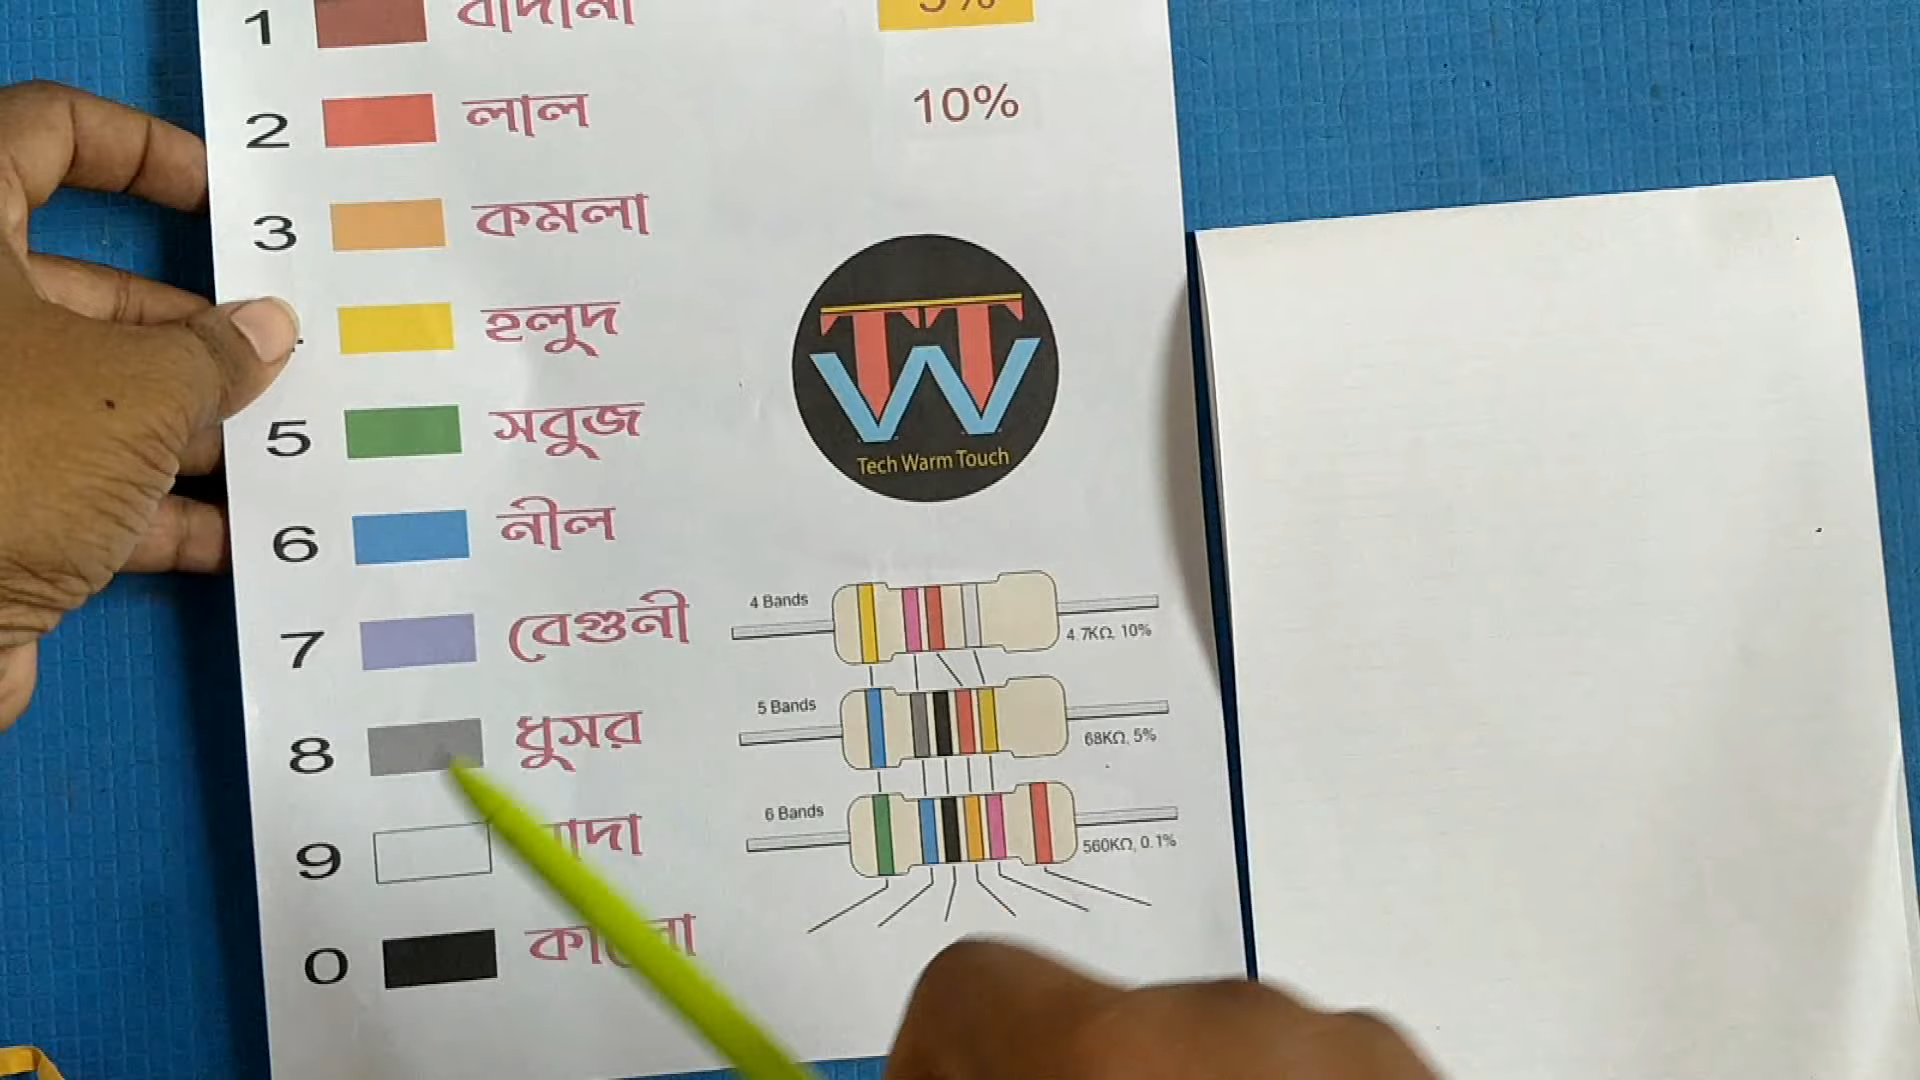 1 বাদামী
5%
2 লাল
10%
3 কমলা
হলুদ
5 সবুজ
Tech Warm Touch
6 নীল
7 বেগুনী
4 Bands
4.7KΩ, 10%
8 ধুসর
5 Bands
68KΩ, 5%
9
6 Bands
560KΩ, 0.1%
0